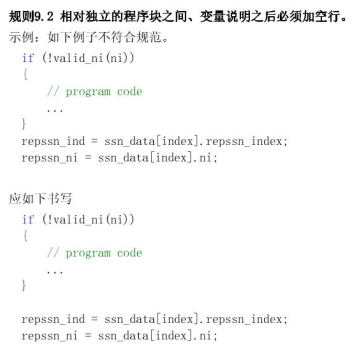 规则9.2 相对独立的程序块之间、变量说明之后必须加空行。
示例：如下例子不符合规范。
if (!valid_ni(ni))
{
// program code
...
}
repssn_ind = ssn_data[index].repssn_index;
repssn_ni = ssn_data[index].ni;
应如下书写
if (!valid_ni(ni))
{
// program code
...
}
repssn_ind = ssn_data[index].repssn_index;
repssn_ni = ssn_data[index].ni;